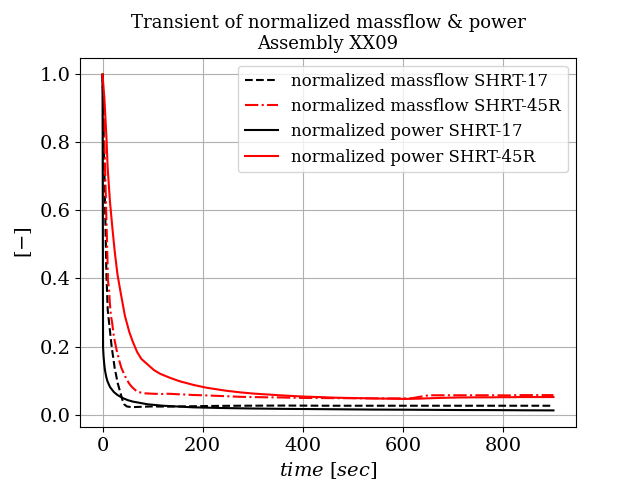 Transient of normalized massflow & power
Assembly XX09
normalized massflow SHRT-17
normalized massflow SHRT-45R
normalized power SHRT-17
normalized power SHRT-45R
1.0
0.8
0.6
0.4
0.2
0.0
[−]
0 200 400 600 800
time [sec]